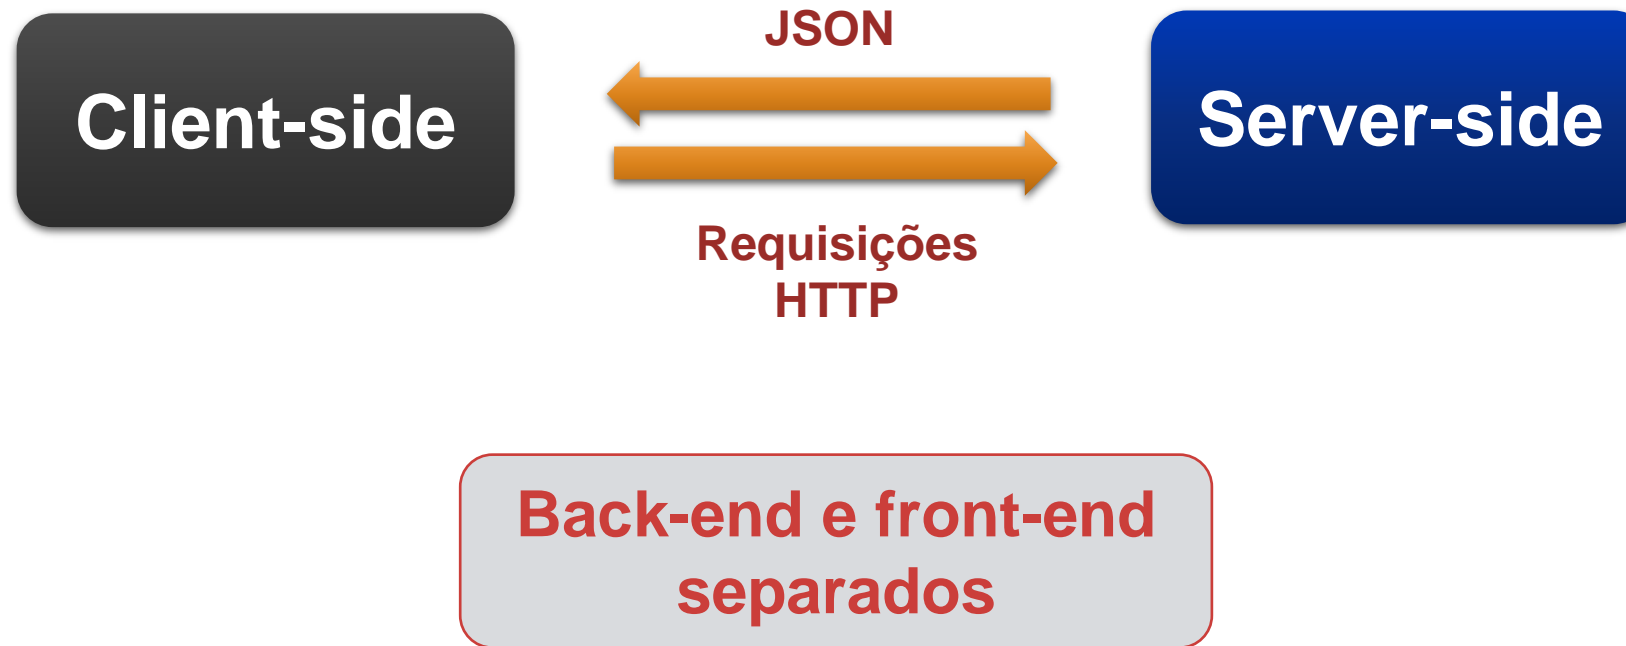 JSON
Client-side
Server-side
Requisições
HTTP
Back-end e front-end
separados